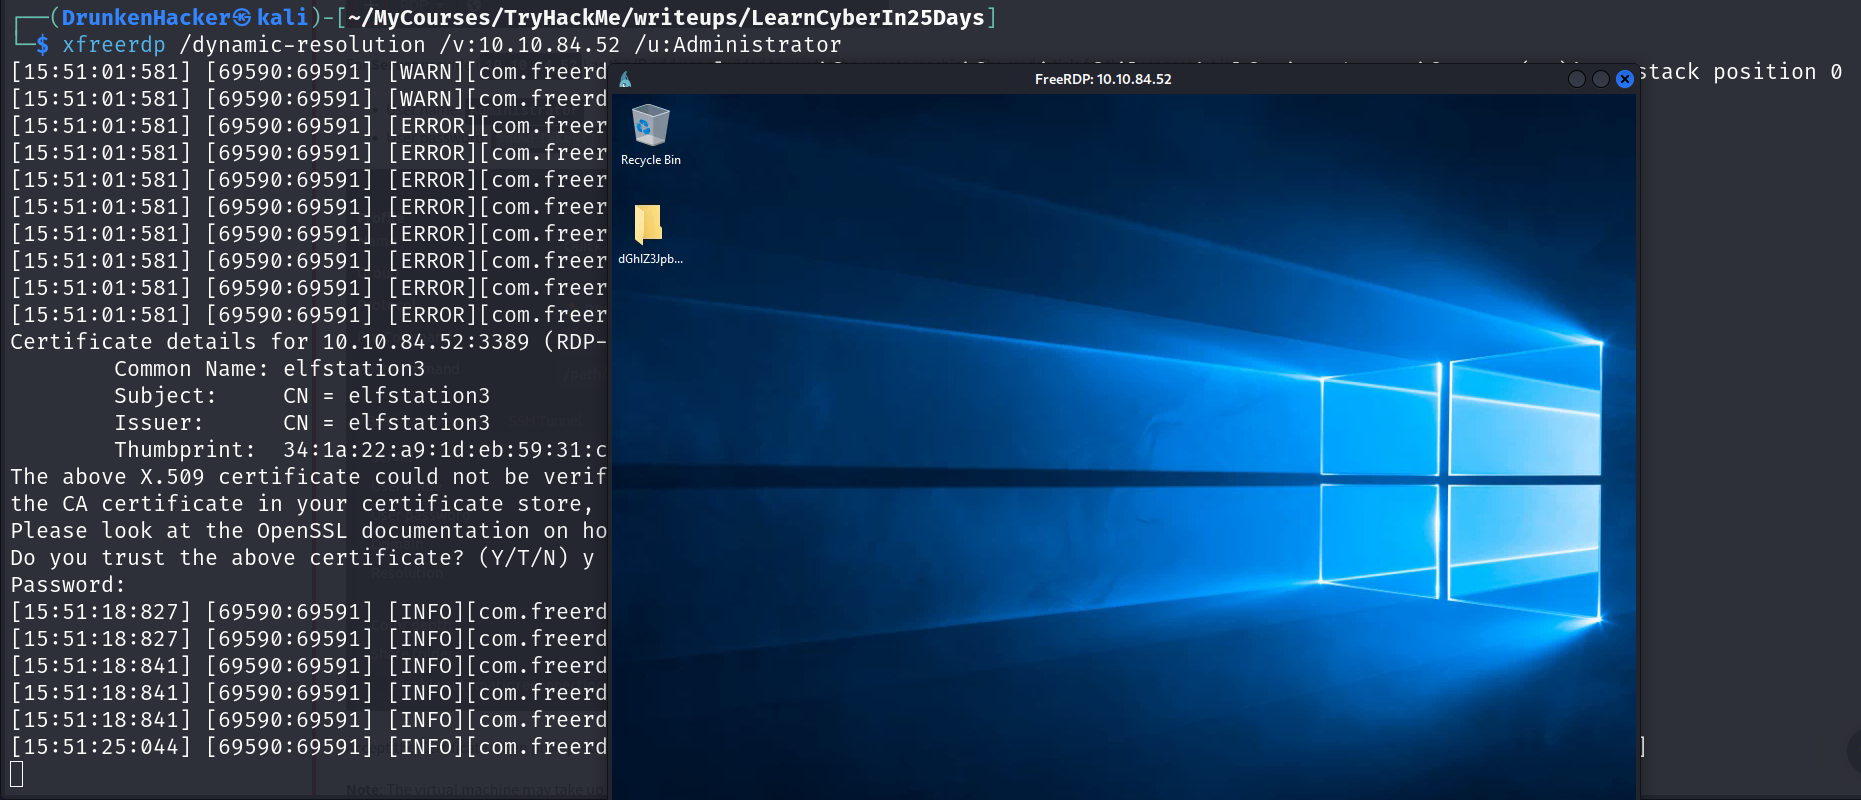 ┌──(DrunkenHacker㉿kali)-[~/MyCourses/TryHackMe/writeups/LearnCyberIn25Days]
└─$ xfreerdp /dynamic-resolution /v:10.10.84.52 /u:Administrator
[15:51:01:581] [69590:69591] [WARN][com.freerd
stack position 0
[15:51:01:581] [69590:69591] [WARN][com.freerd
[15:51:01:581] [69590:69591] [ERROR][com.freer
[15:51:01:581] [69590:69591] [ERROR][com.freer
[15:51:01:581] [69590:69591] [ERROR][com.freer
[15:51:01:581] [69590:69591] [ERROR][com.freer
[15:51:01:581] [69590:69591] [ERROR][com.freer
[15:51:01:581] [69590:69591] [ERROR][com.freer
[15:51:01:581] [69590:69591] [ERROR][com.freer
[15:51:01:581] [69590:69591] [ERROR][com.freer
Certificate details for 10.10.84.52:3389 (RDP-
Common Name: elfstation3
Subject: CN = elfstation3
Issuer: CN = elfstation3
Thumbprint: 34:1a:22:a9:1d:eb:59:31:c
The above X.509 certificate could not be verif
the CA certificate in your certificate store,
Please look at the OpenSSL documentation on ho
Do you trust the above certificate? (Y/T/N) y
Password:
[15:51:18:827] [69590:69591] [INFO][com.freerd
[15:51:18:827] [69590:69591] [INFO][com.freerd
[15:51:18:841] [69590:69591] [INFO][com.freerd
[15:51:18:841] [69590:69591] [INFO][com.freerd
[15:51:18:841] [69590:69591] [INFO][com.freerd
[15:51:25:044] [69590:69591] [INFO][com.freerd
]
FreeRDP: 10.10.84.52
Recycle Bin
dGhlZ3Jpb...
Note: The virtual machine may take up